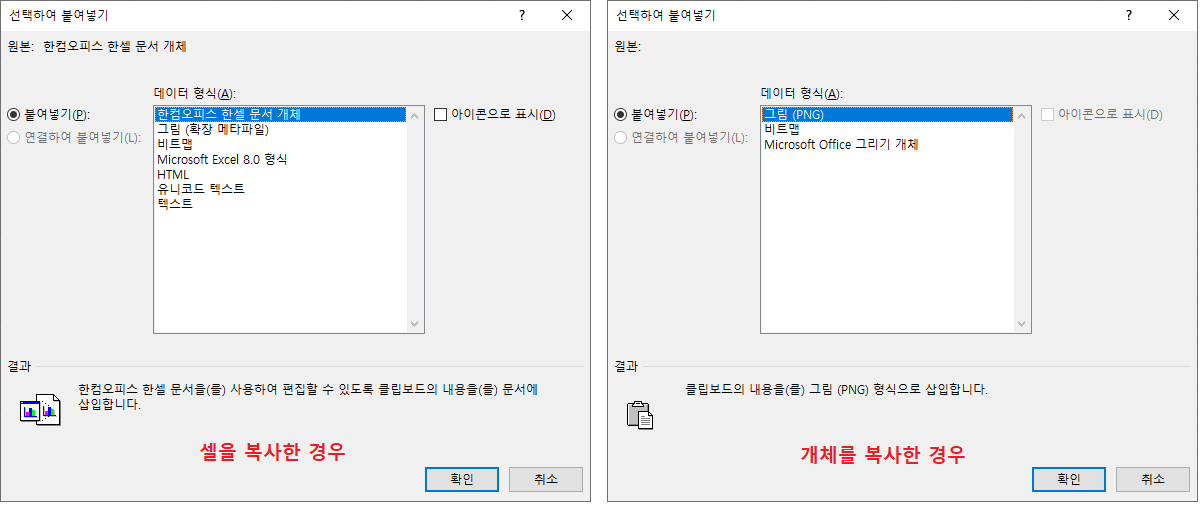 선택하여 붙여넣기
원본: 한컴오피스 한셀 문서 개체
데이터 형식(A):
붙여넣기(P):
연결하여 붙여넣기(L):
한컴오피스 한셀 문서 개체
그림 (확장 메타파일)
비트맵
Microsoft Excel 8.0 형식
HTML
유니코드 텍스트
텍스트
아이콘으로 표시(D)
결과
한컴오피스 한셀 문서을(를) 사용하여 편집할 수 있도록 클립보드의 내용을(를) 문서에
삽입합니다.
셀을 복사한 경우
확인
취소
선택하여 붙여넣기
원본:
데이터 형식(A):
붙여넣기(P):
연결하여 붙여넣기(L):
그림 (PNG)
비트맵
Microsoft Office 그리기 개체
아이콘으로 표시(D)
결과
클립보드의 내용을(를) 그림 (PNG) 형식으로 삽입합니다.
개체를 복사한 경우
확인
취소